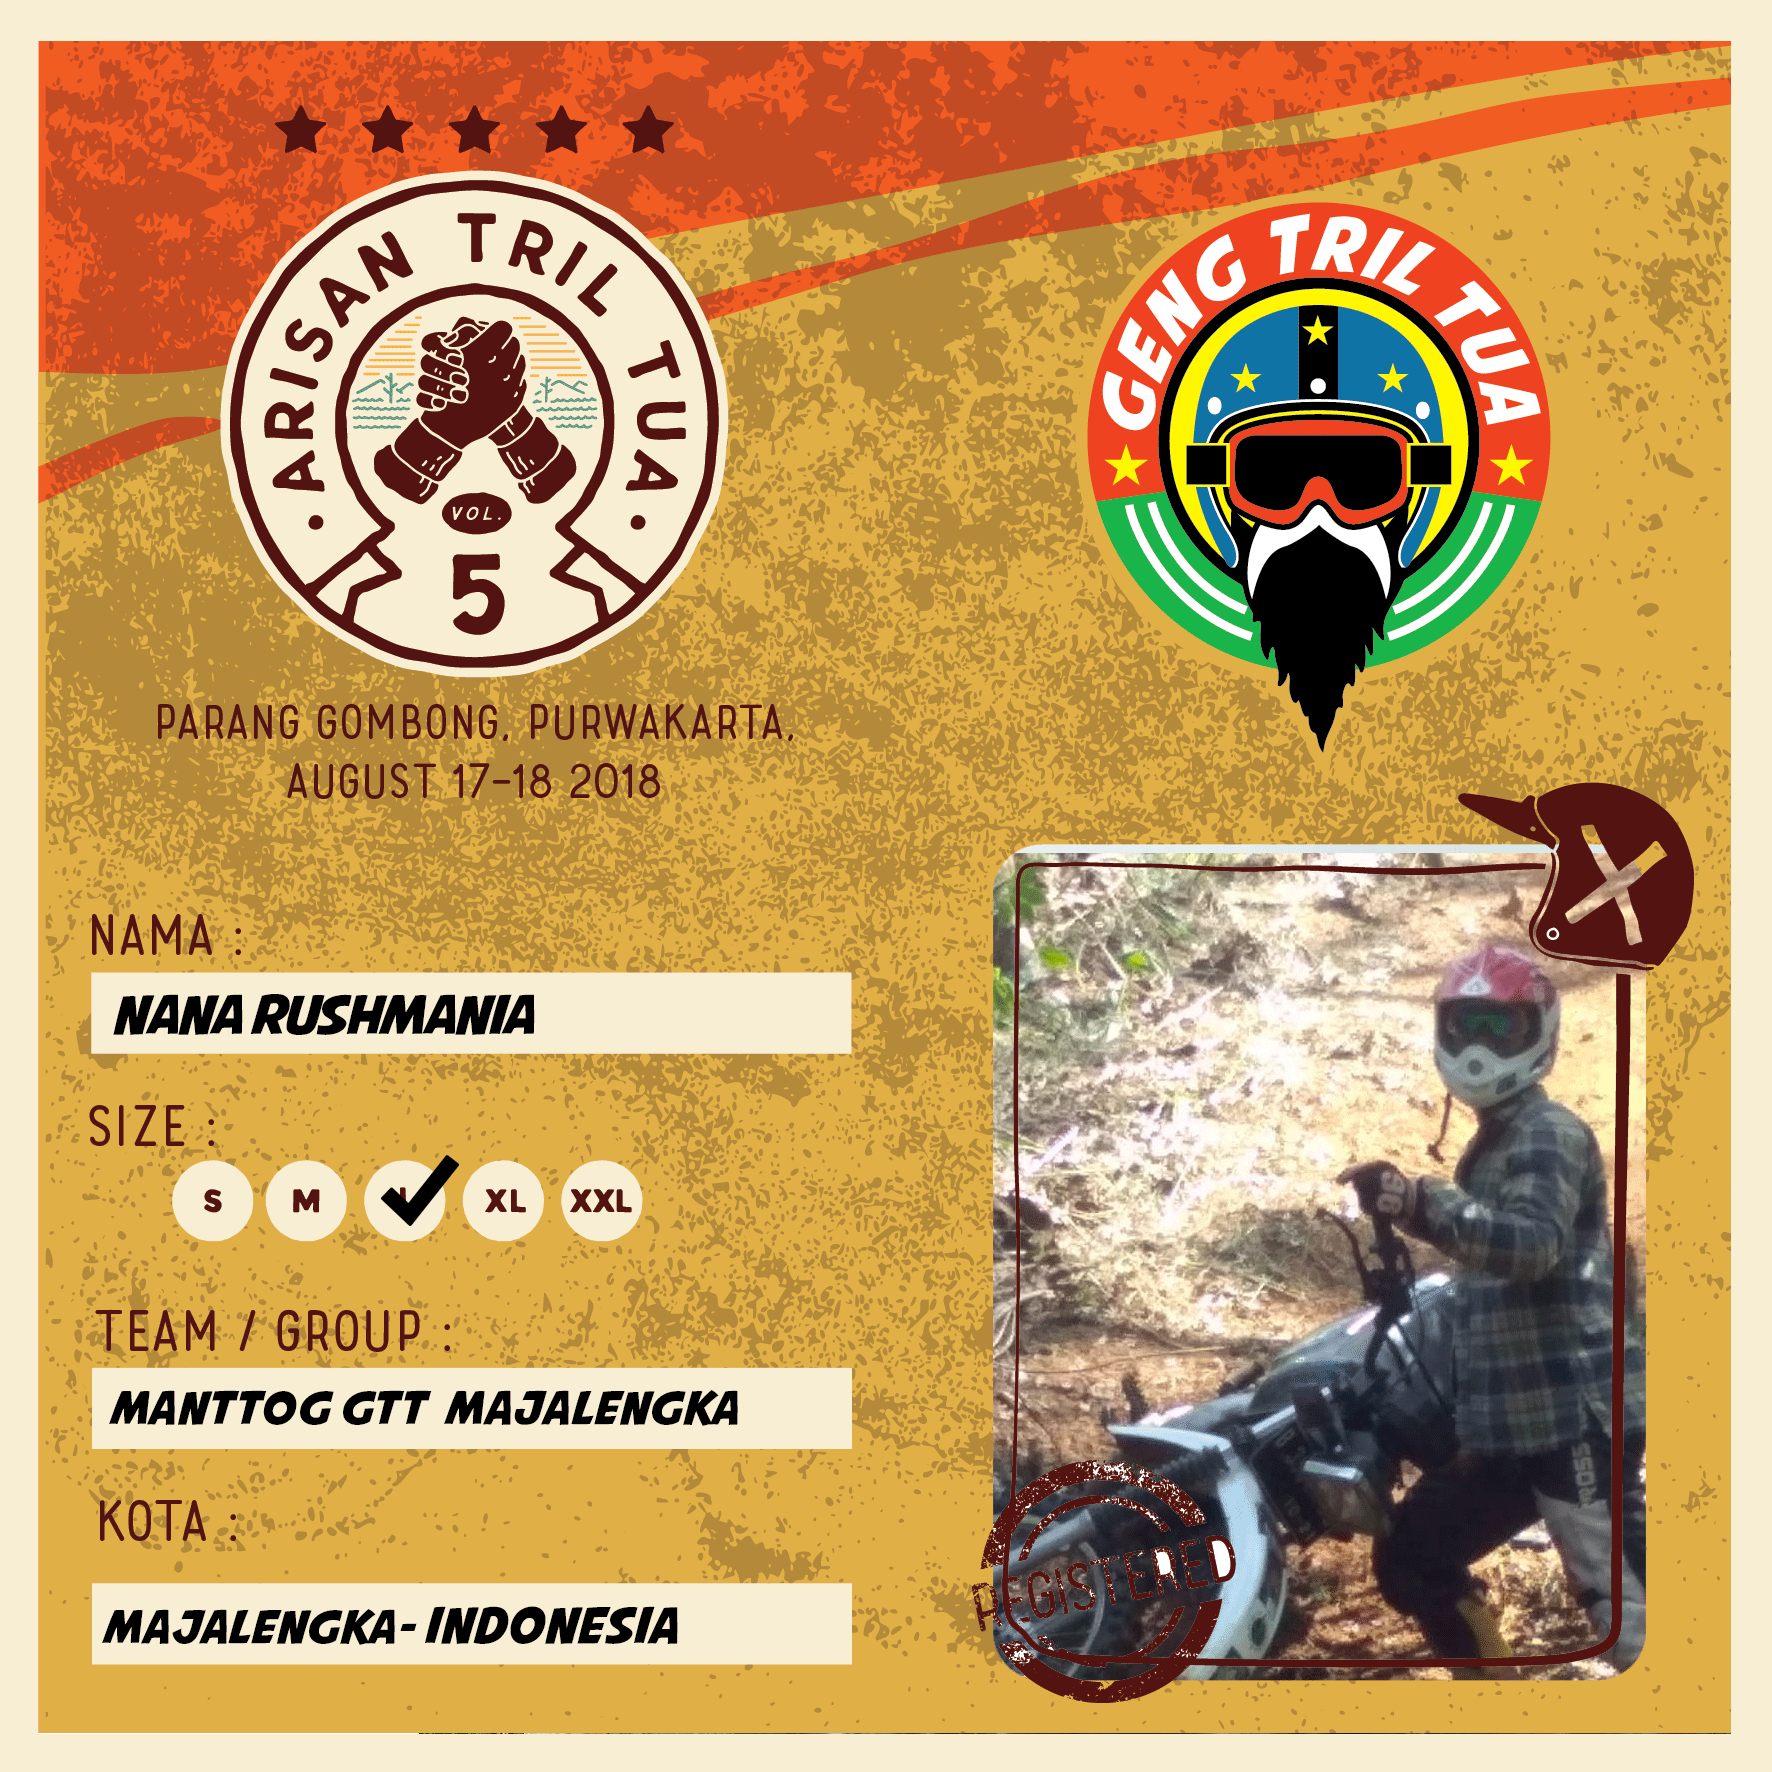 ARISAN TRIL TUA
VOL.
5
GENG TRIL TUA
PARANG GOMBONG, PURWAKARTA,
AUGUST 17-18 2018
NAMA :
NANA RUSHMANIA
SIZE :
S M L XL XXL
TEAM / GROUP :
MANTTOG GTT MAJALENGKA
KOTA :
MAJALENGKA- INDONESIA
REGISTERED